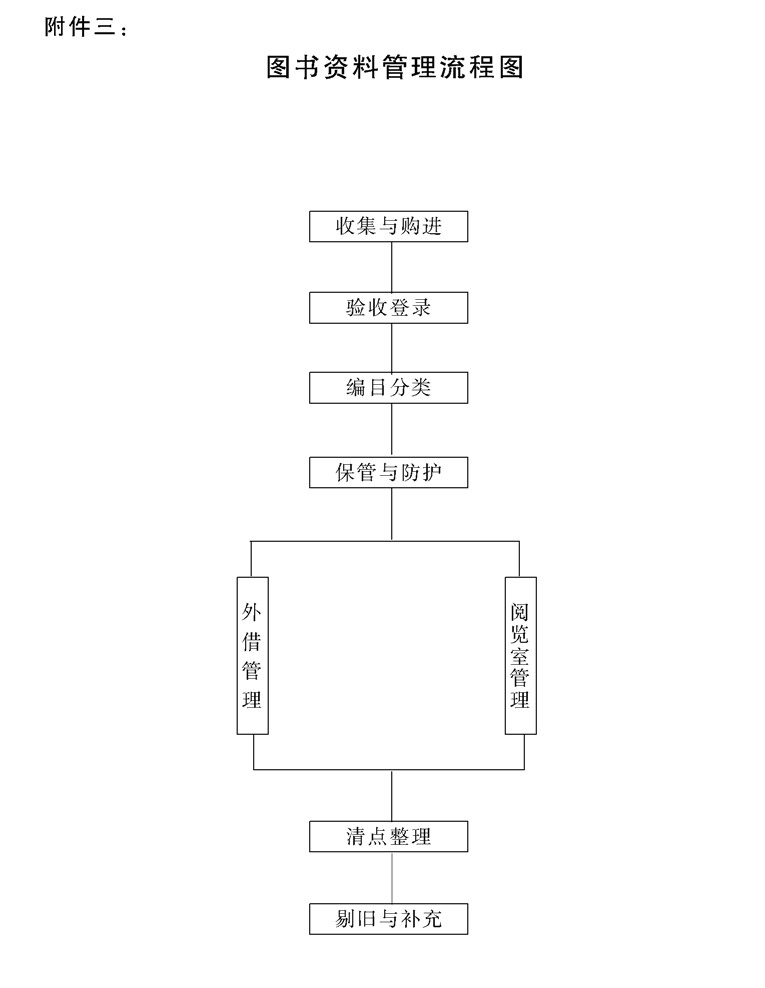 附件三：
图书资料管理流程图
收集与购进
验收登录
编目分类
保管与防护
外借管理
阅览室管理
清点整理
剔旧与补充